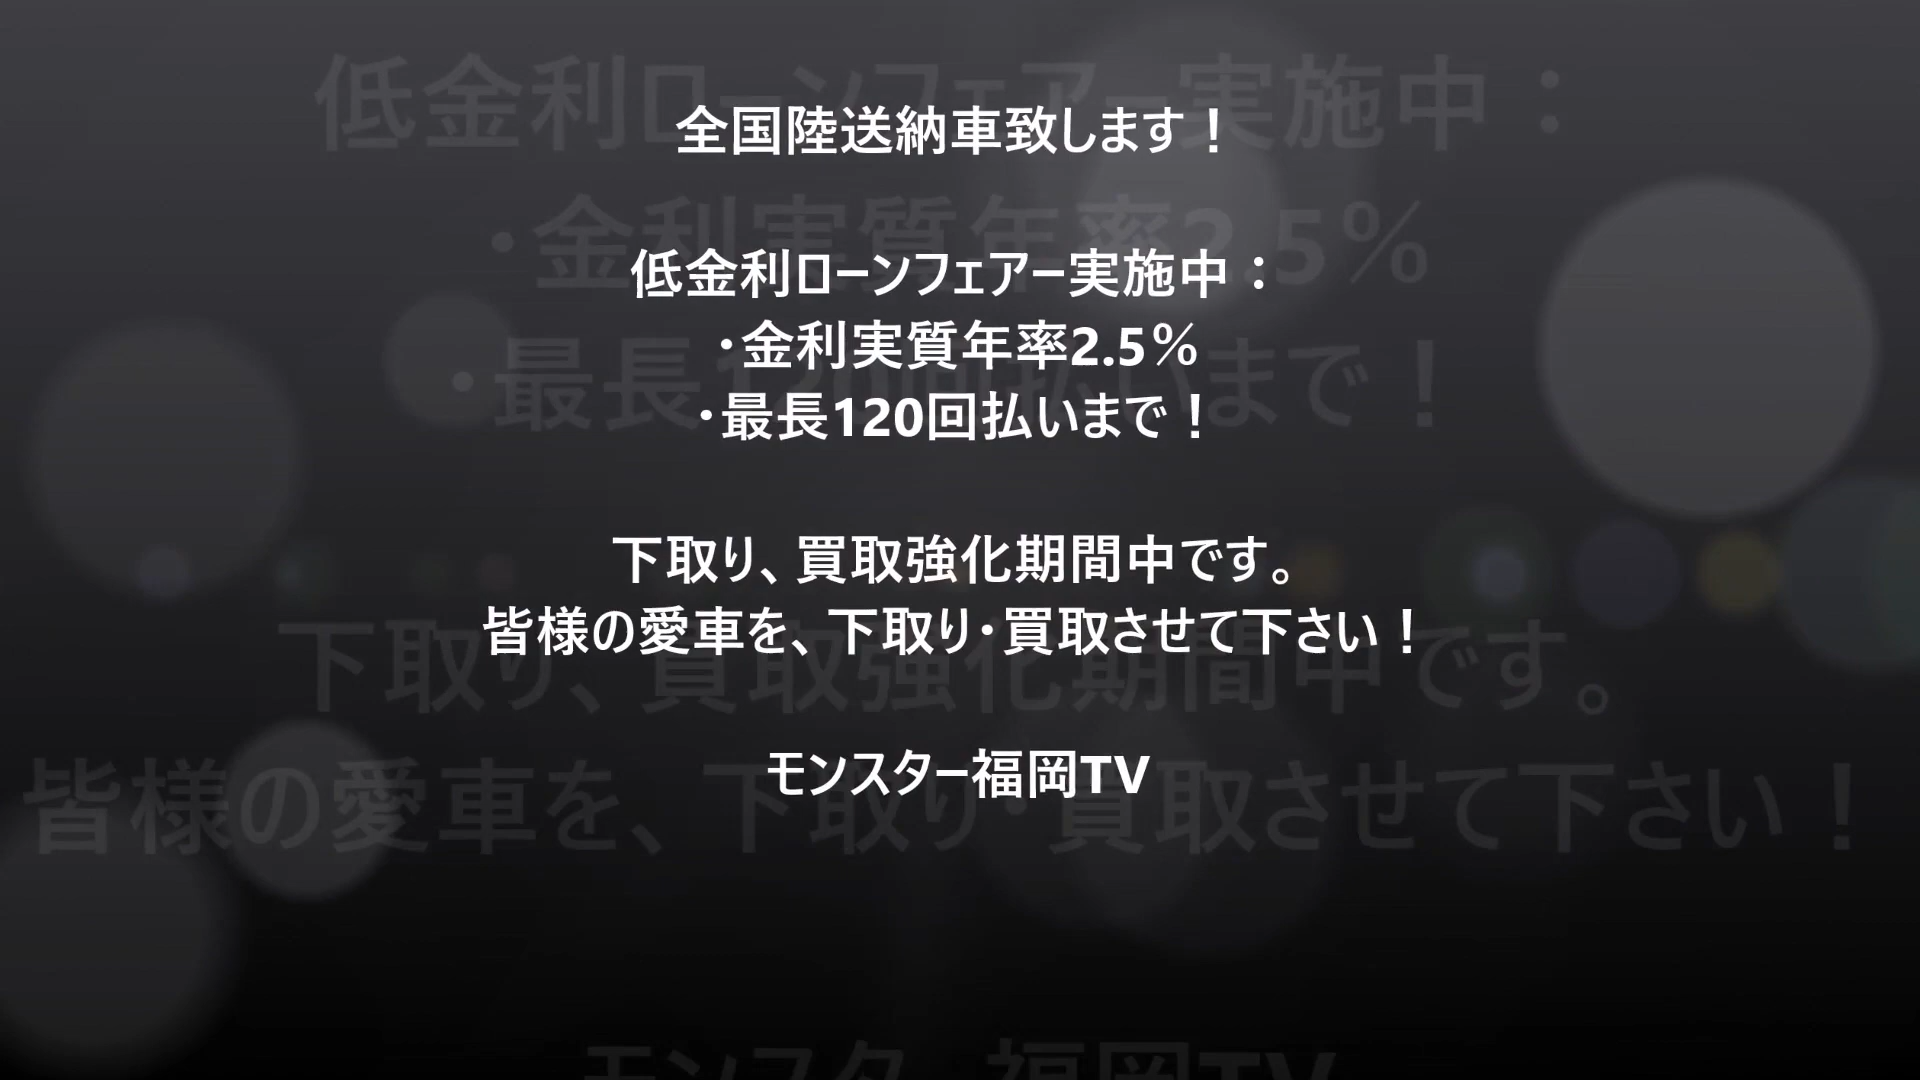 全国陸送納車致します！
低金利ローンフェアー実施中：
・金利実質年率2.5％
・最長120回払いまで！
下取り、買取強化期間中です。
皆様の愛車を、下取り・買取させて下さい！
モンスター福岡TV